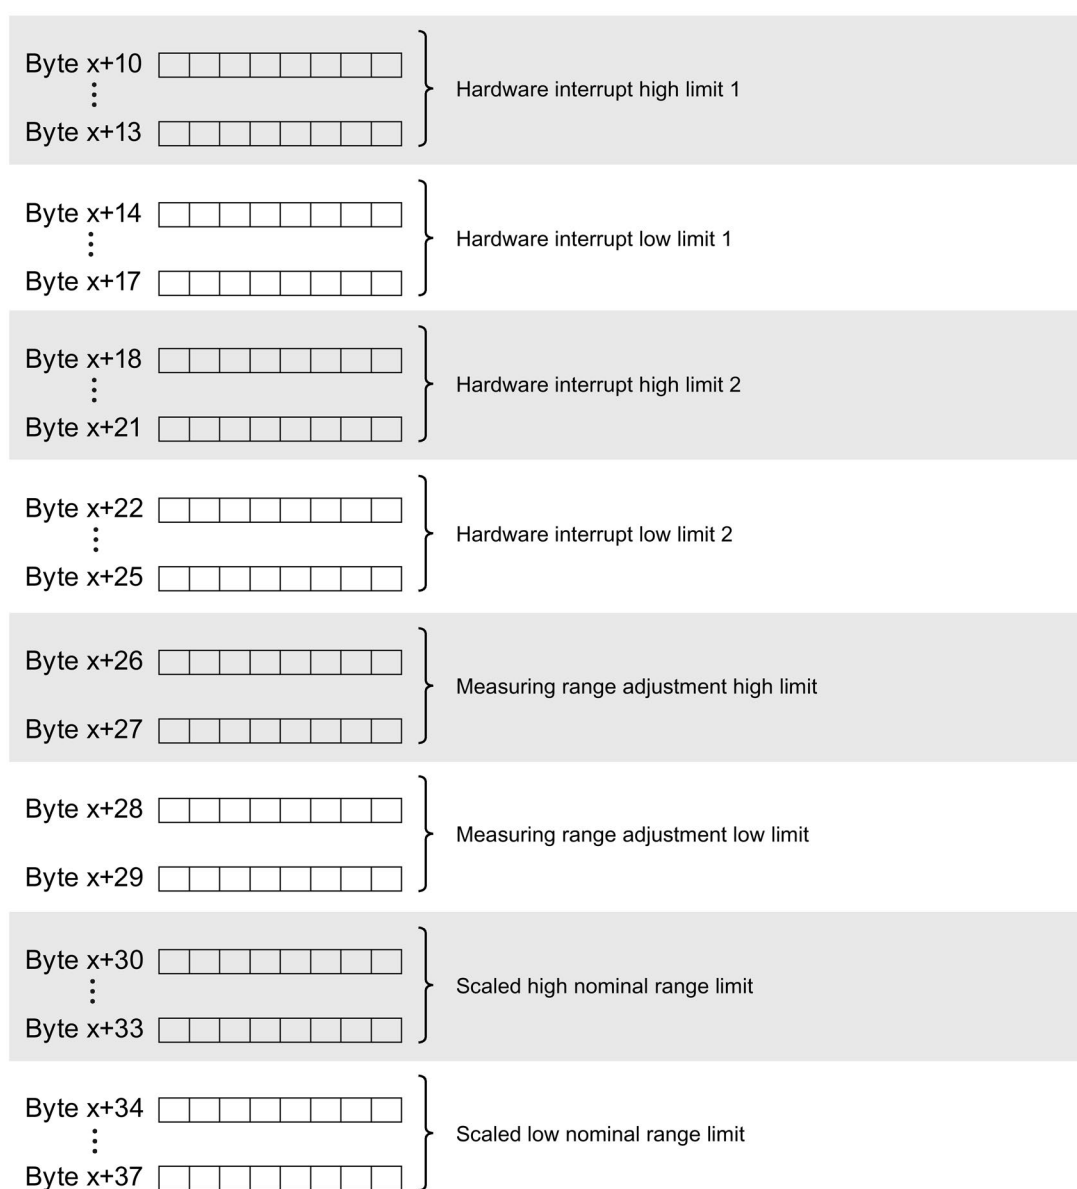 Byte x+10
Hardware interrupt high limit 1
Byte x+13
Byte x+14
Hardware interrupt low limit 1
Byte x+17
Byte x+18
Hardware interrupt high limit 2
Byte x+21
Byte x+22
Hardware interrupt low limit 2
Byte x+25
Byte x+26
Measuring range adjustment high limit
Byte x+27
Byte x+28
Measuring range adjustment low limit
Byte x+29
Byte x+30
Scaled high nominal range limit
Byte x+33
Byte x+34
Scaled low nominal range limit
Byte x+37